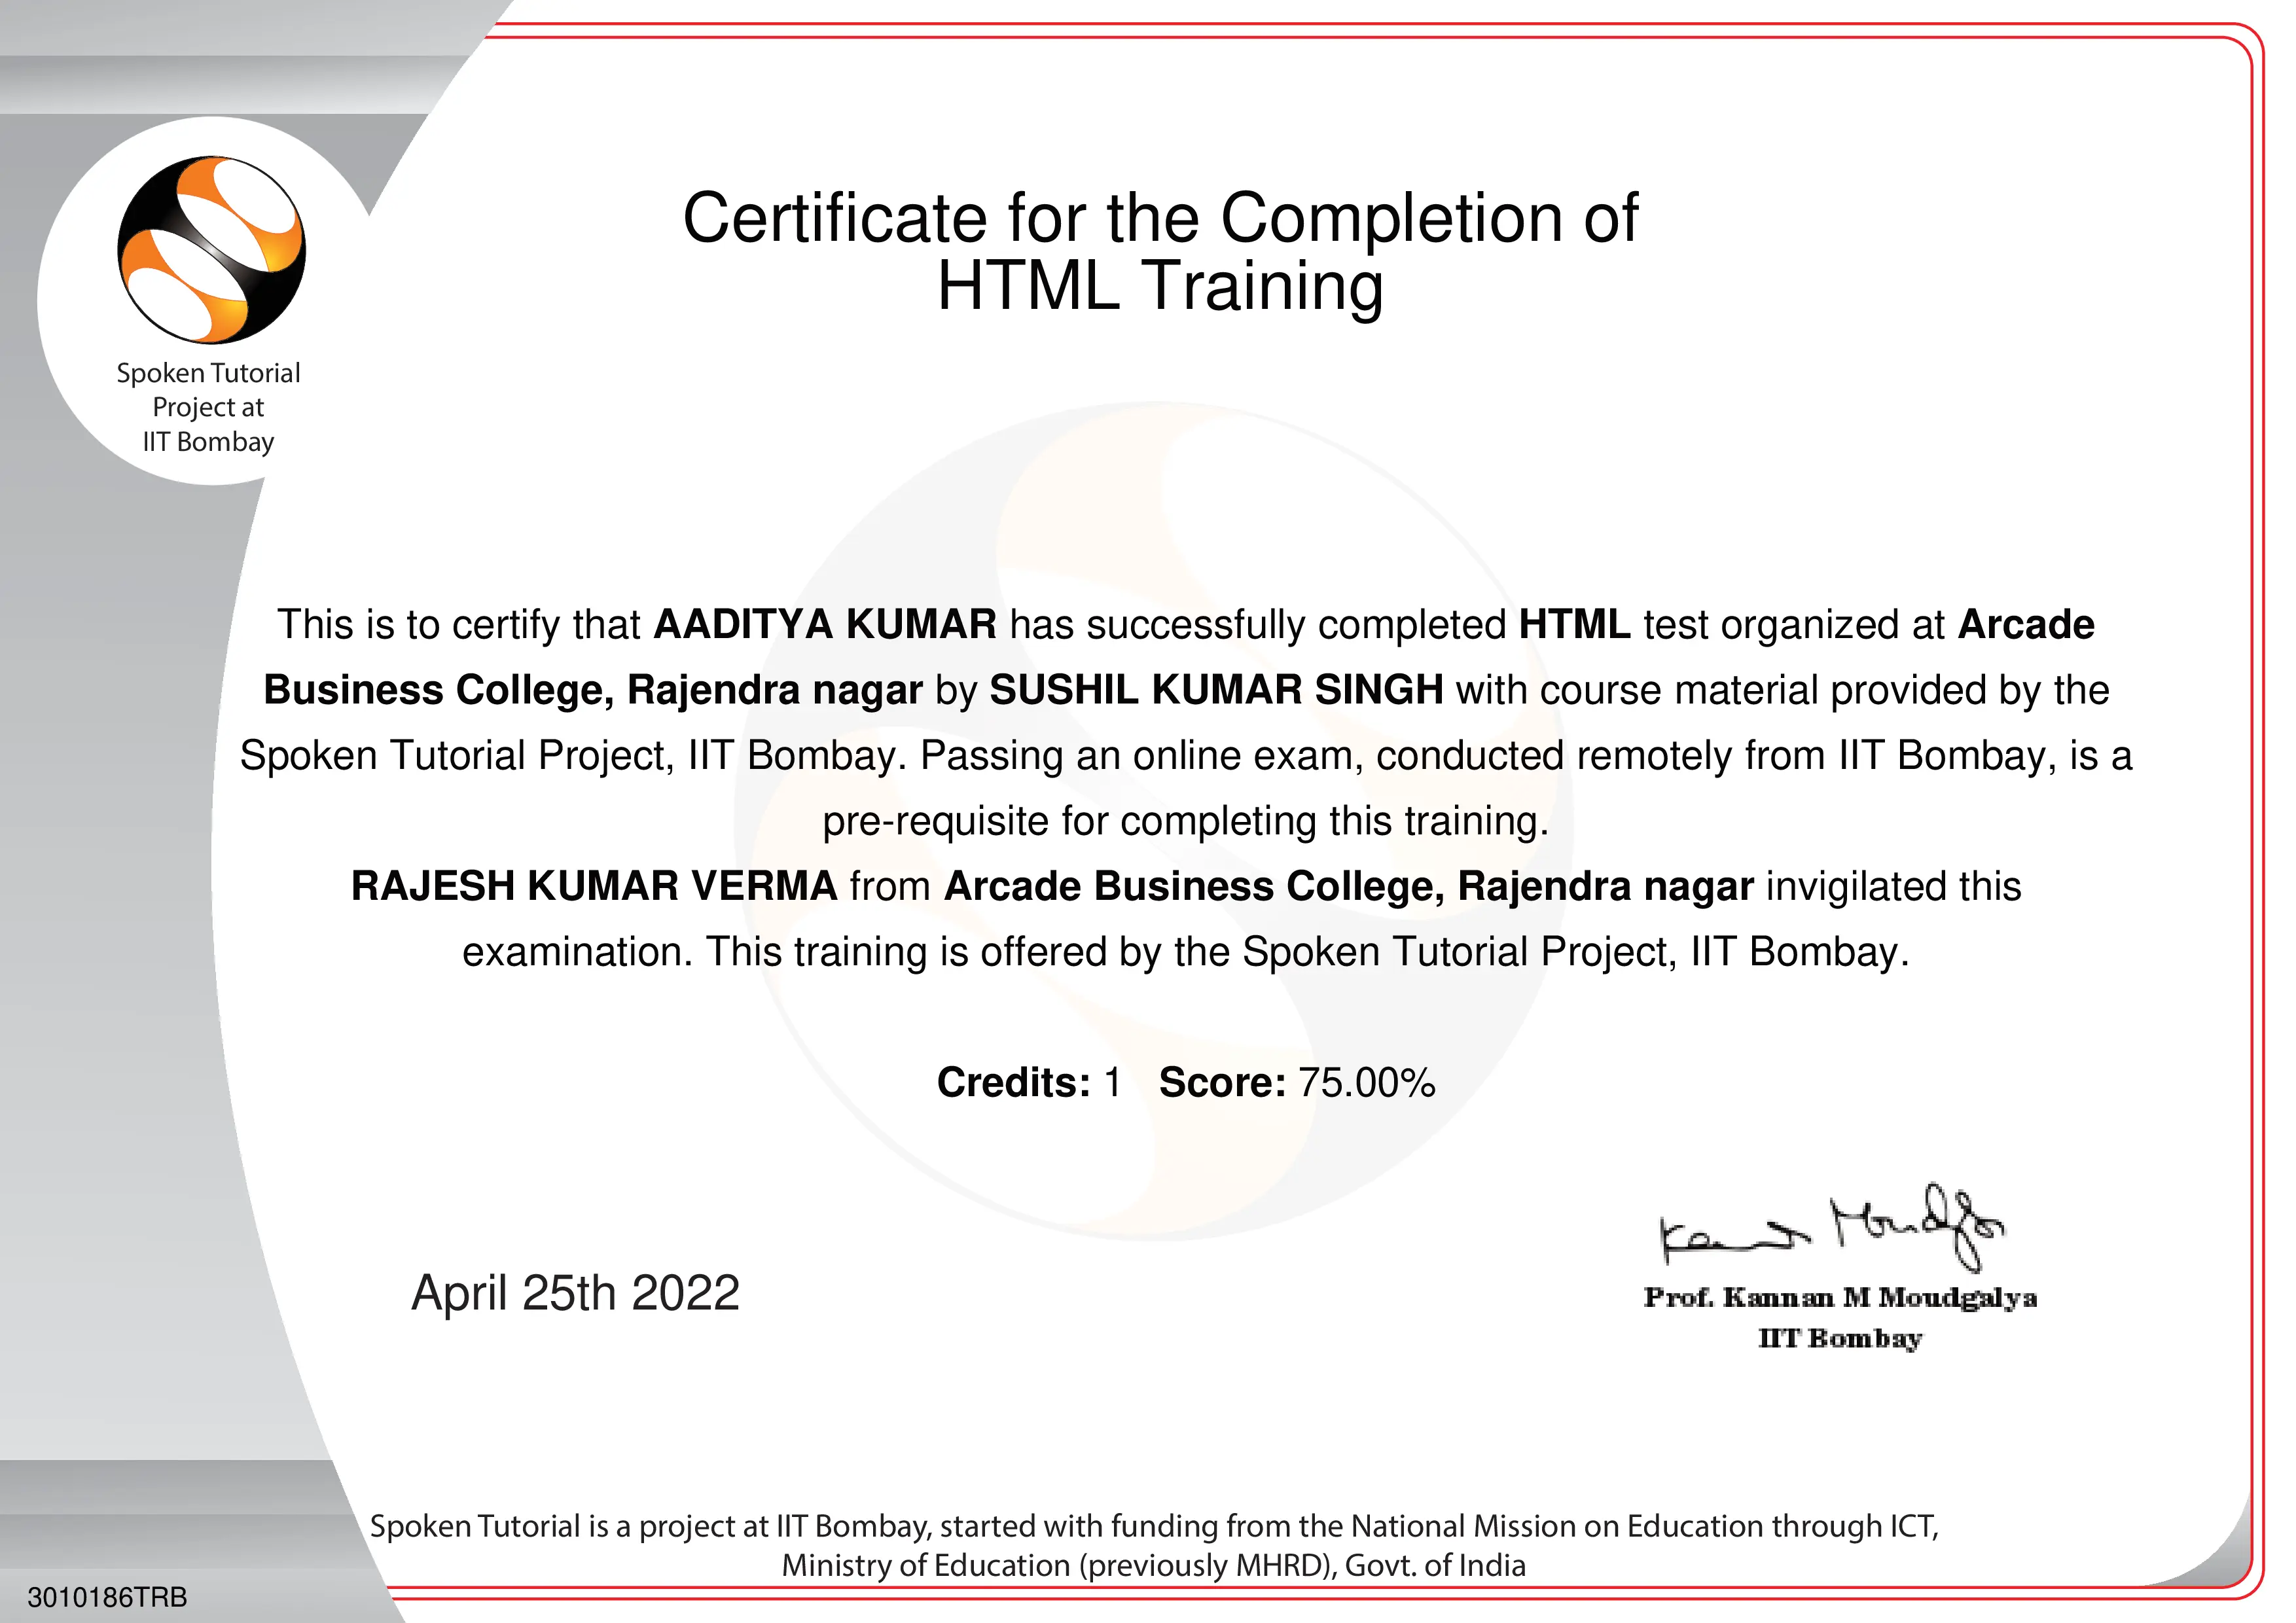 Certificate for the Completion of
HTML Training
Spoken Tutorial
Project at
IIT Bombay
This is to certify that AADITYA KUMAR has successfully completed HTML test organized at Arcade
Business College, Rajendra nagar by SUSHIL KUMAR SINGH with course material provided by the
Spoken Tutorial Project, IIT Bombay. Passing an online exam, conducted remotely from IIT Bombay, is a
pre-requisite for completing this training.
RAJESH KUMAR VERMA from Arcade Business College, Rajendra nagar invigilated this
examination. This training is offered by the Spoken Tutorial Project, IIT Bombay.
Credits: 1 Score: 75.00%
April 25th 2022
Prof. Kannan M Moudgalya
IIT Bombay
Spoken Tutorial is a project at IIT Bombay, started with funding from the National Mission on Education through ICT,
Ministry of Education (previously MHRD), Govt. of India
3010186TRB